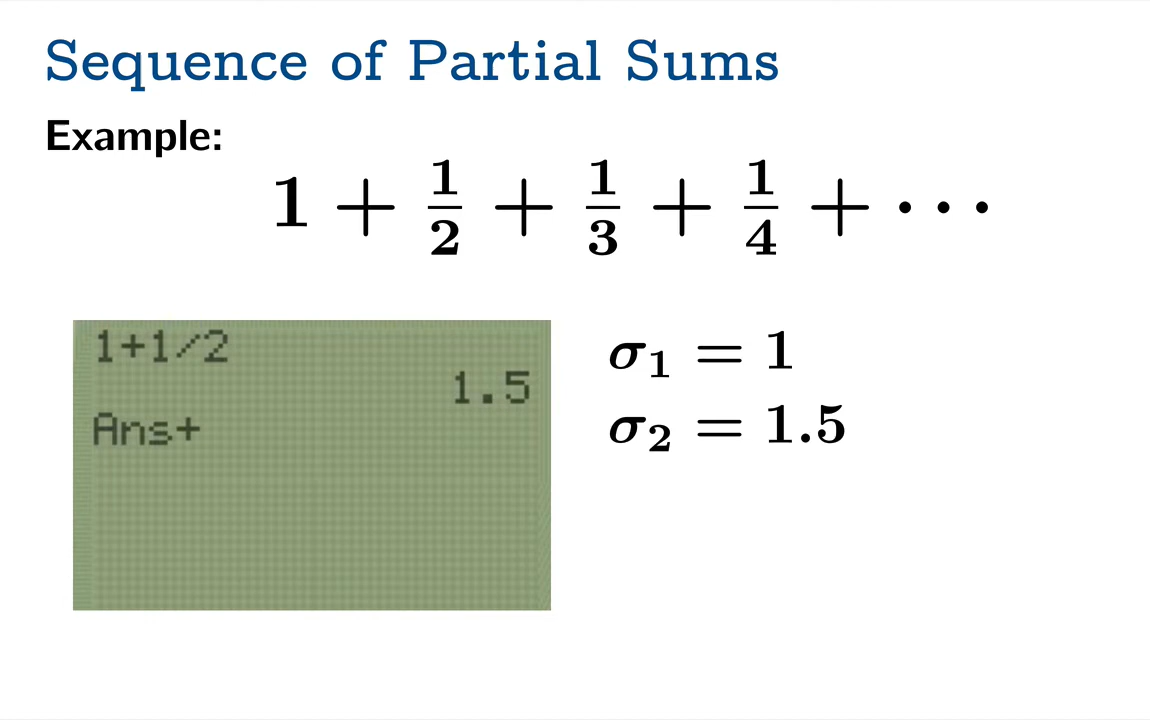 Sequence of Partial Sums
Example:
1 + 1/2 + 1/3 + 1/4 + ···
1+1/2
1.5
Ans+
σ₁ = 1
σ₂ = 1.5